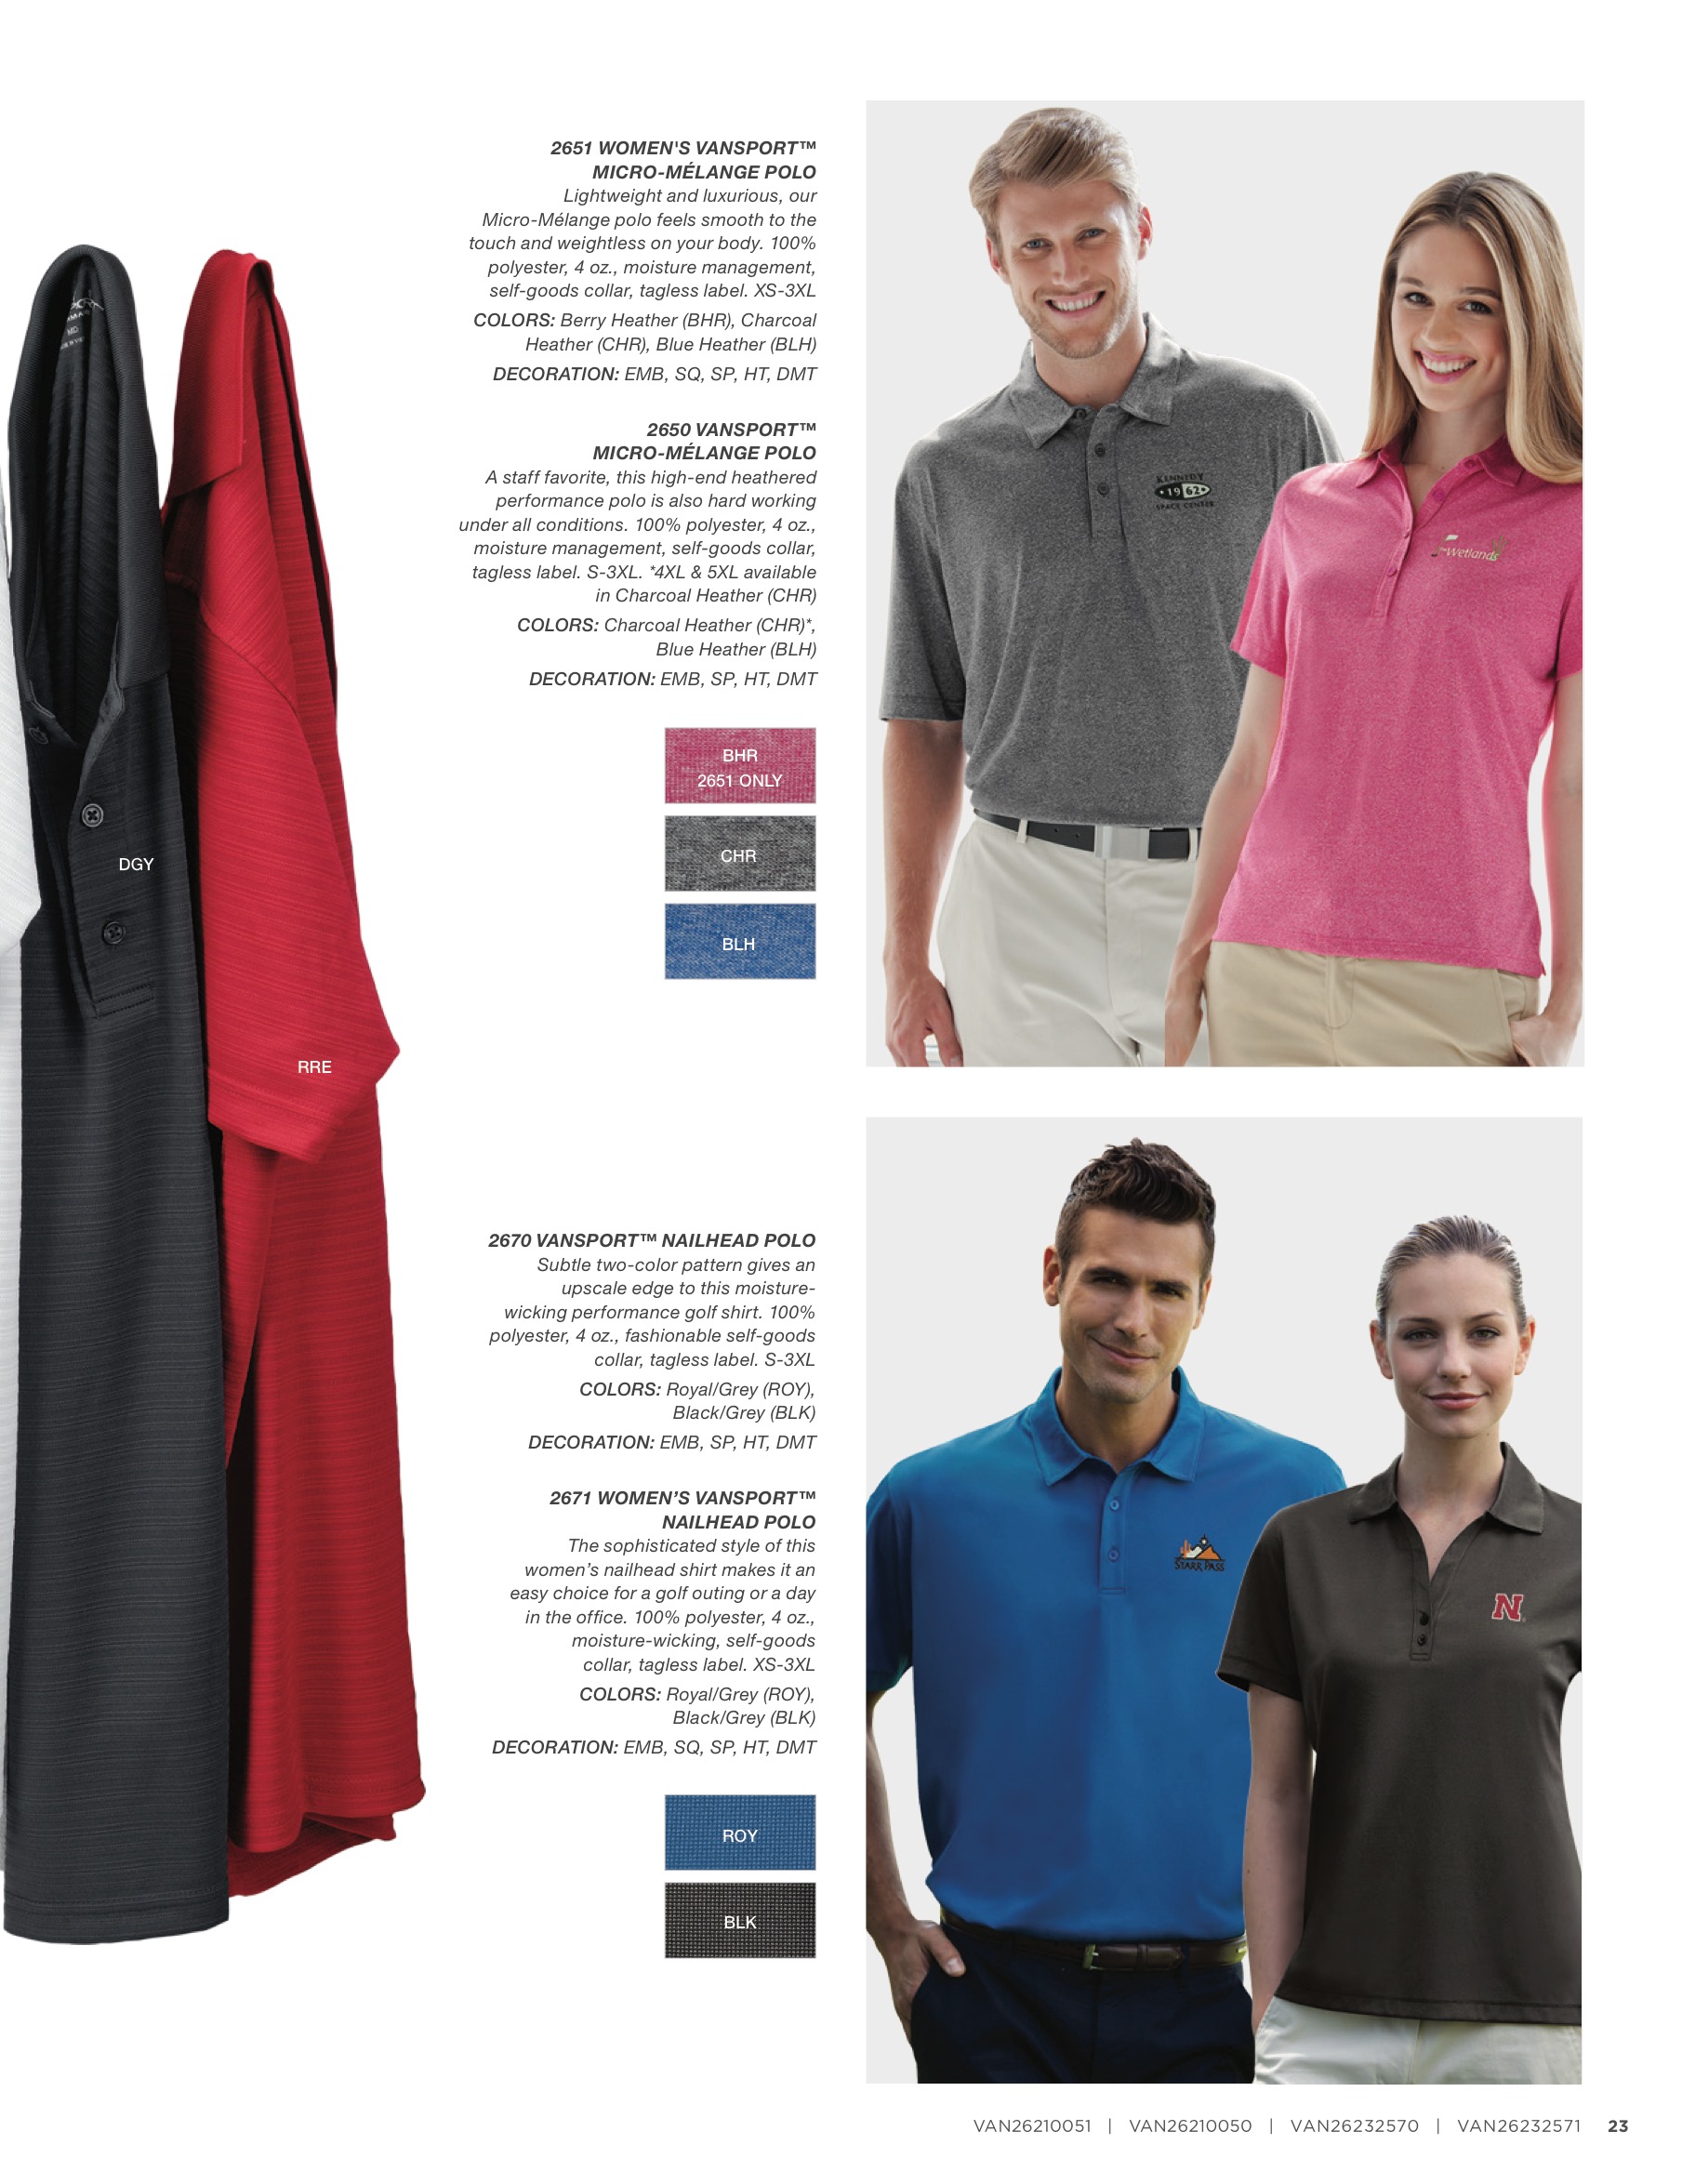 2651 WOMEN'S VANSPORT™
MICRO-MÉLANGE POLO
Lightweight and luxurious, our
Micro-Mélange polo feels smooth to the
touch and weightless on your body. 100%
polyester, 4 oz., moisture management,
self-goods collar, tagless label. XS-3XL
COLORS: Berry Heather (BHR), Charcoal
Heather (CHR), Blue Heather (BLH)
DECORATION: EMB, SQ, SP, HT, DMT
2650 VANSPORT™
MICRO-MÉLANGE POLO
A staff favorite, this high-end heathered
performance polo is also hard working
under all conditions. 100% polyester, 4 oz.,
moisture management, self-goods collar,
tagless label. S-3XL. *4XL & 5XL available
in Charcoal Heather (CHR)
COLORS: Charcoal Heather (CHR)*,
Blue Heather (BLH)
DECORATION: EMB, SP, HT, DMT
BHR
2651 ONLY
CHR
BLH
DGY
RRE
KENNEDY
1962
SPACE CENTER
Wetlands
2670 VANSPORT™ NAILHEAD POLO
Subtle two-color pattern gives an
upscale edge to this moisture-
wicking performance golf shirt. 100%
polyester, 4 oz., fashionable self-goods
collar, tagless label. S-3XL
COLORS: Royal/Grey (ROY),
Black/Grey (BLK)
DECORATION: EMB, SP, HT, DMT
2671 WOMEN’S VANSPORT™
NAILHEAD POLO
The sophisticated style of this
women’s nailhead shirt makes it an
easy choice for a golf outing or a day
in the office. 100% polyester, 4 oz.,
moisture-wicking, self-goods
collar, tagless label. XS-3XL
COLORS: Royal/Grey (ROY),
Black/Grey (BLK)
DECORATION: EMB, SQ, SP, HT, DMT
ROY
BLK
STARR PASS
N
VAN26210051 | VAN26210050 | VAN26232570 | VAN26232571 23